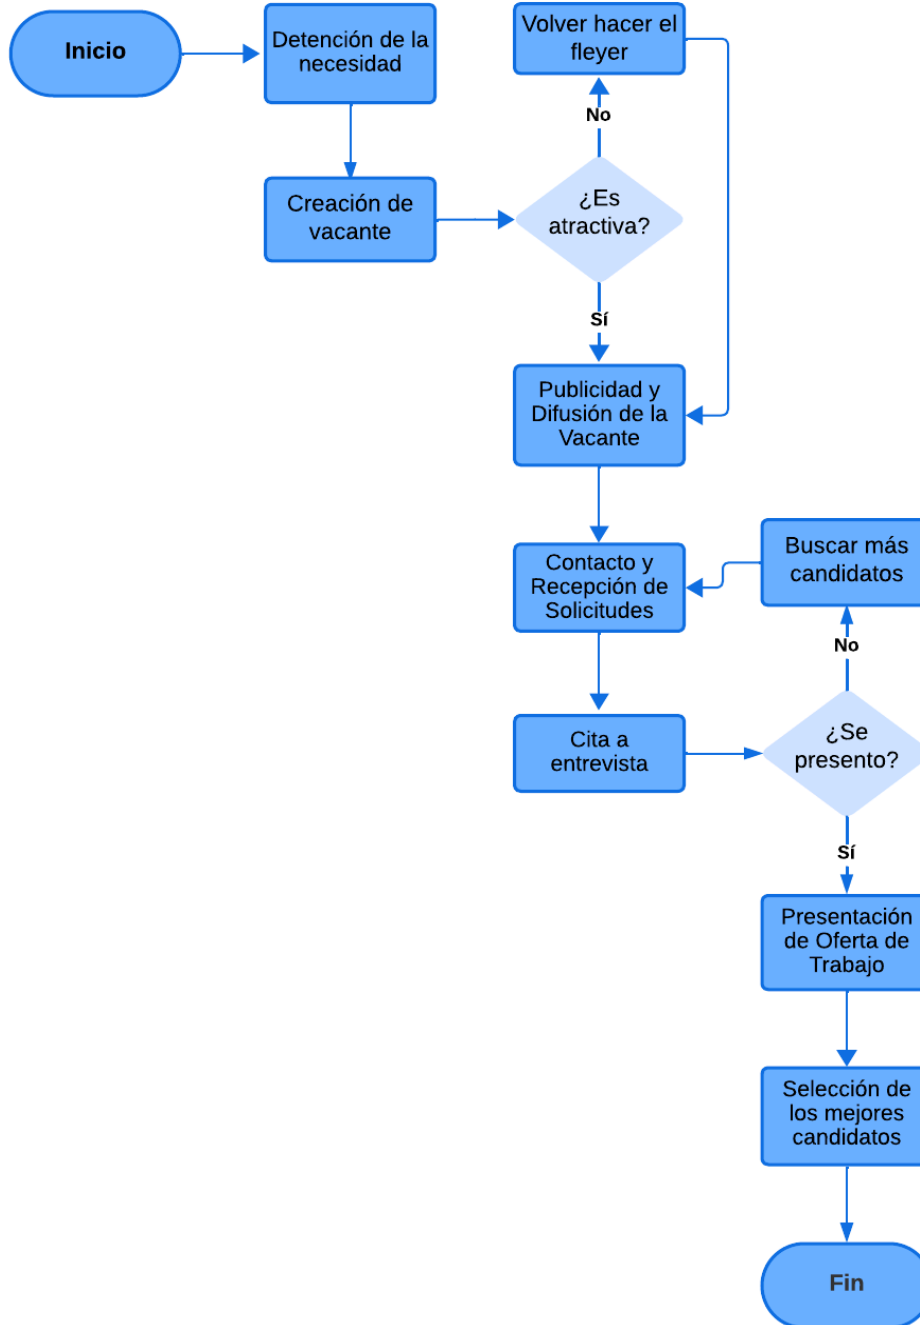 Inicio
Detención de la
necesidad
Volver hacer el
fleyer
No
Creación de
vacante
¿Es
atractiva?
Sí
Publicidad y
Difusión de la
Vacante
Contacto y
Recepción de
Solicitudes
Buscar más
candidatos
No
Cita a
entrevista
¿Se
presento?
Sí
Presentación
de Oferta de
Trabajo
Selección de
los mejores
candidatos
Fin